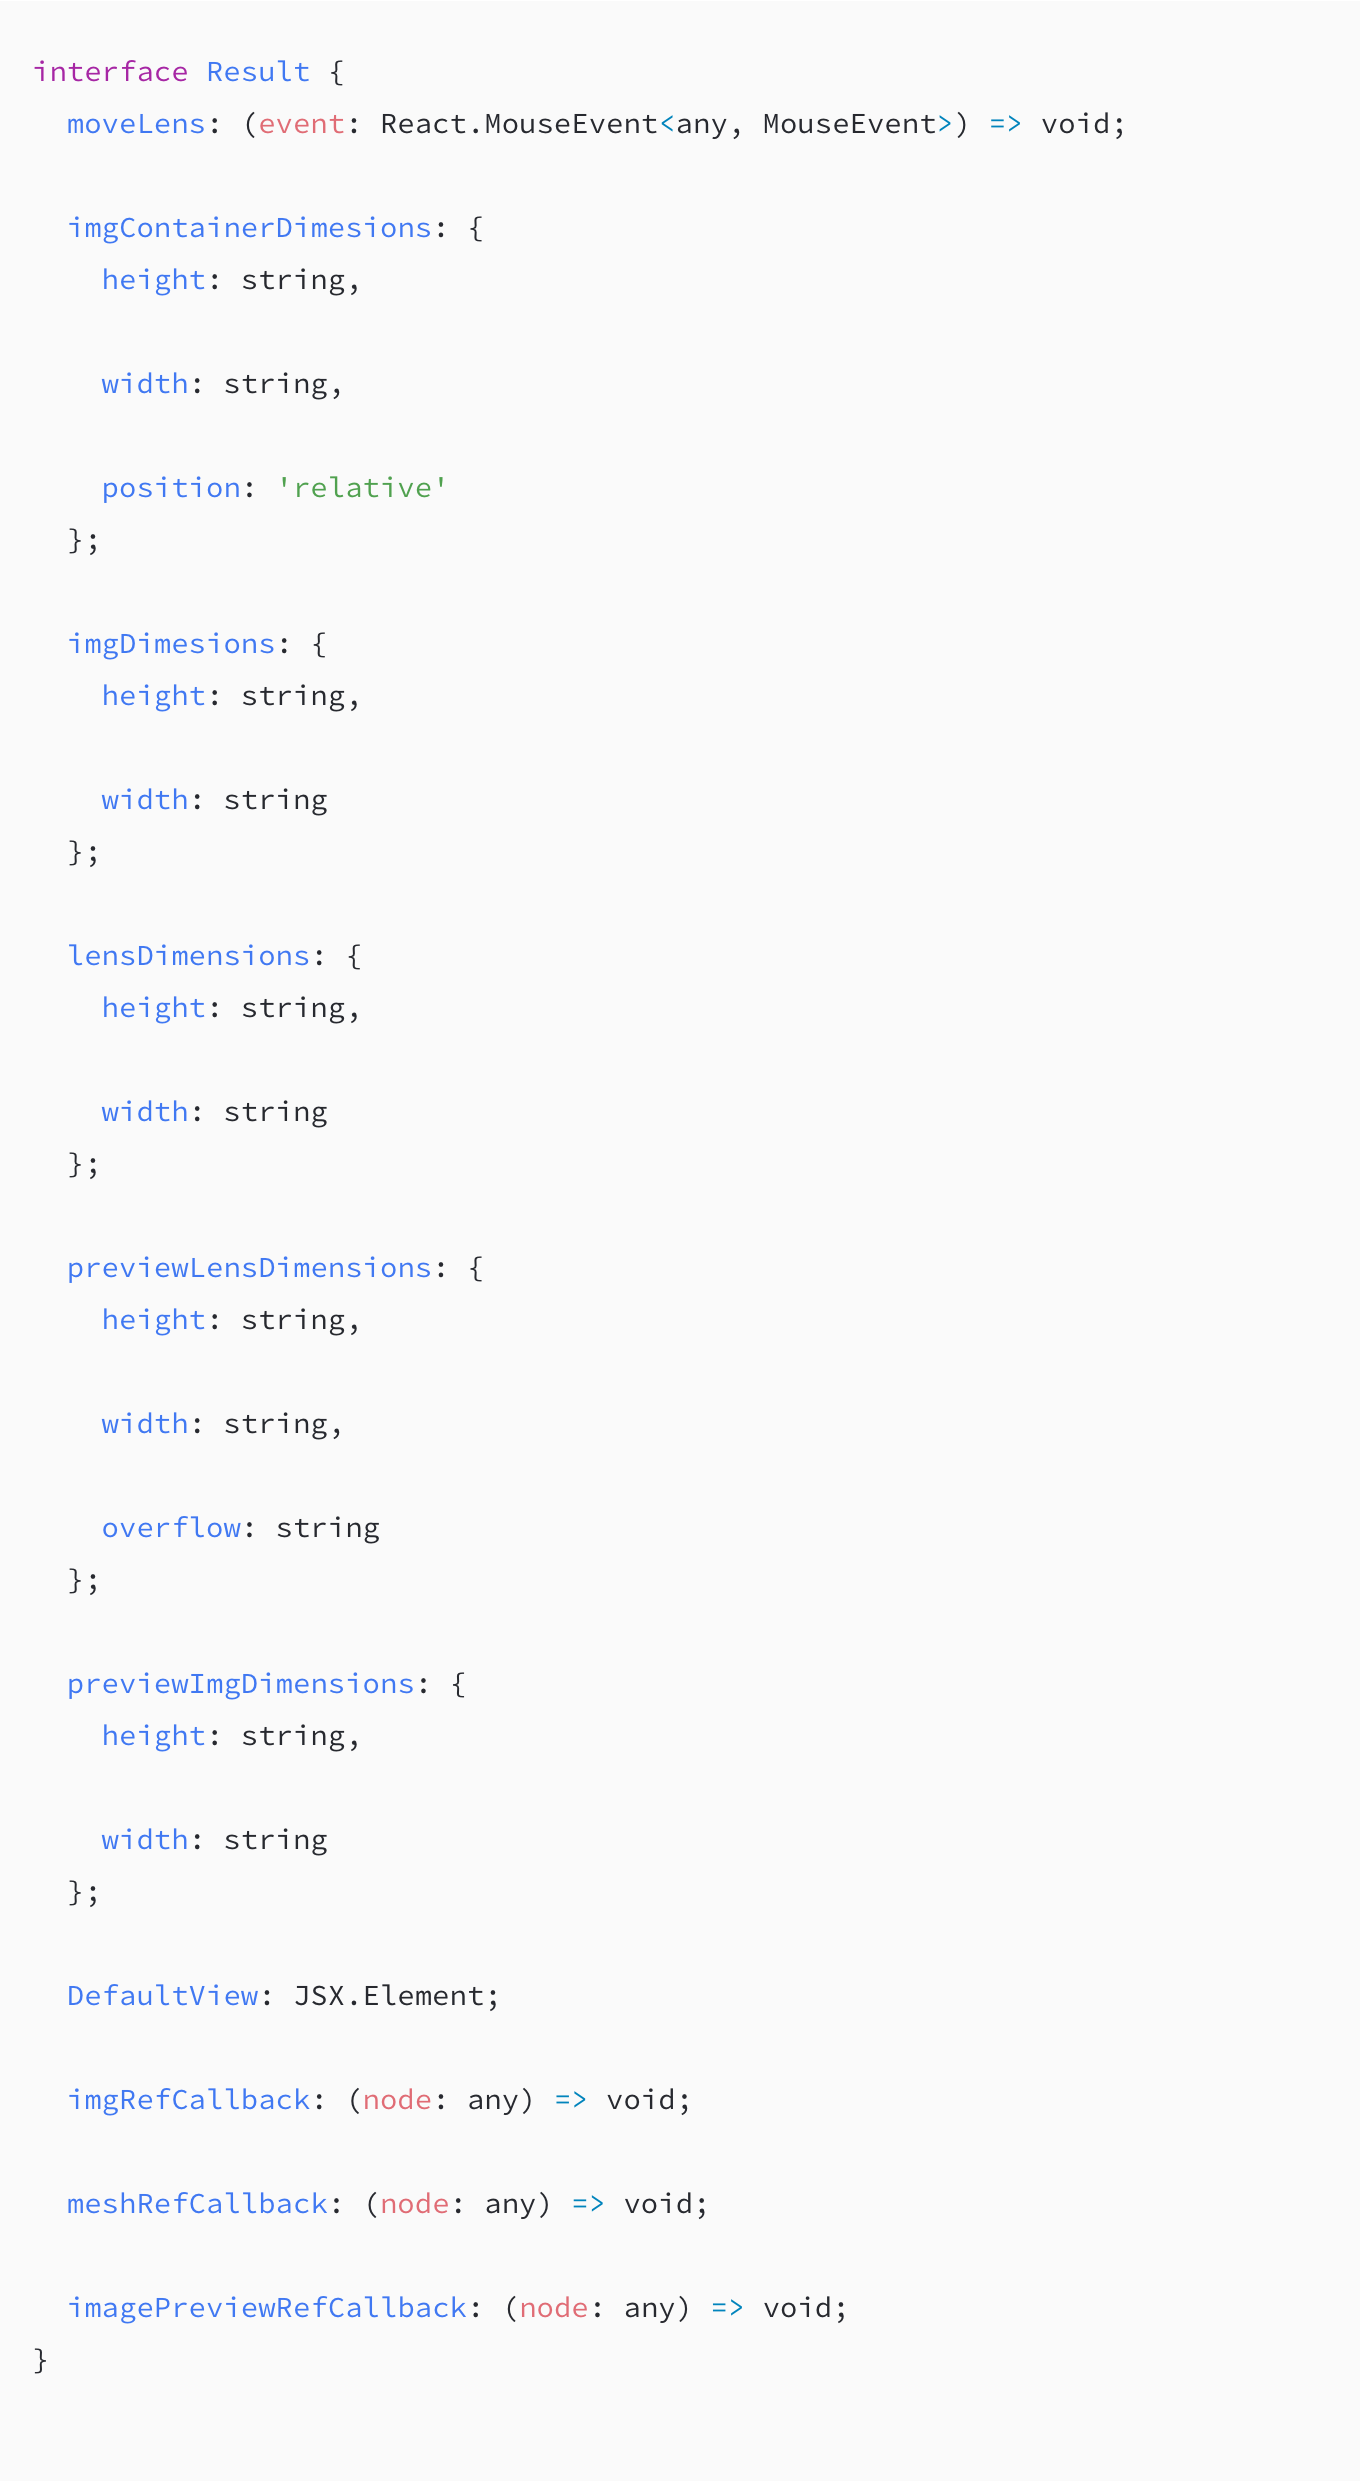 interface Result {
  moveLens: (event: React.MouseEvent<any, MouseEvent>) => void;

  imgContainerDimesions: {
    height: string,

    width: string,

    position: 'relative'
  };

  imgDimesions: {
    height: string,

    width: string
  };

  lensDimensions: {
    height: string,

    width: string
  };

  previewLensDimensions: {
    height: string,

    width: string,

    overflow: string
  };

  previewImgDimensions: {
    height: string,

    width: string
  };

  DefaultView: JSX.Element;

  imgRefCallback: (node: any) => void;

  meshRefCallback: (node: any) => void;

  imagePreviewRefCallback: (node: any) => void;
}